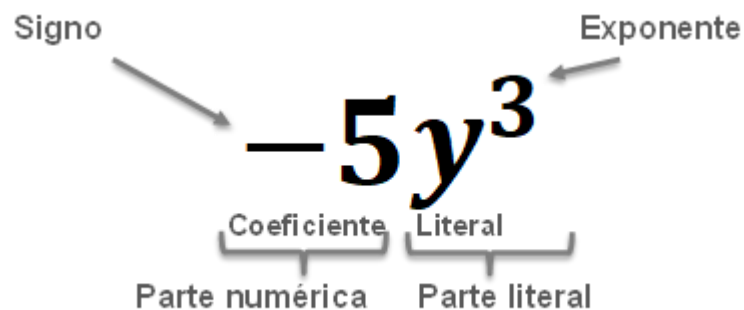 Signo Exponente
−5y³
Coeficiente Literal
Parte numérica Parte literal